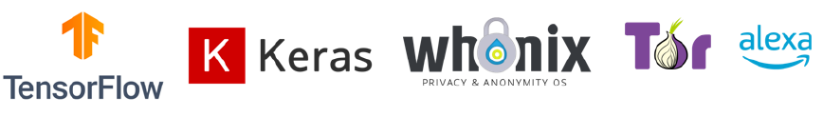 TensorFlow
K Keras
whonix
PRIVACY & ANONYMITY OS
Tor
alexa